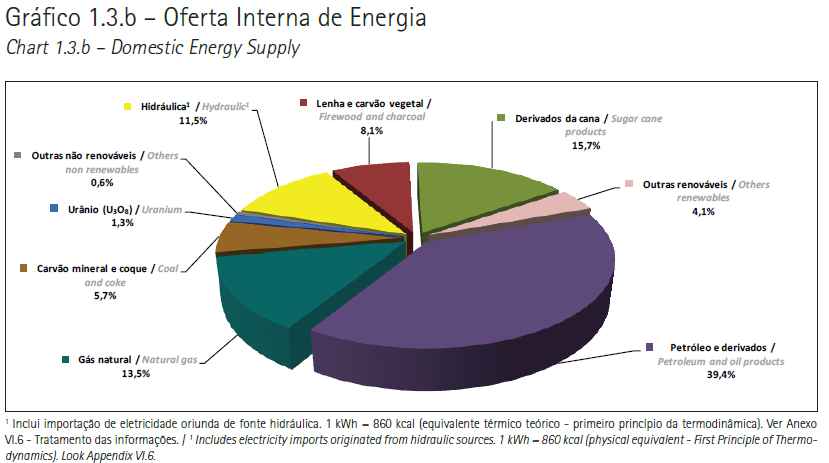 Gráfico 1.3.b – Oferta Interna de Energia
Chart 1.3.b – Domestic Energy Supply
Hidráulica¹ / Hydraulic¹
11,5%
Lenha e carvão vegetal /
Firewood and charcoal
8,1%
Derivados da cana / Sugar cane
products
15,7%
Outras não renováveis / Others
non renewables
0,6%
Outras renováveis / Others
renewables
4,1%
Urânio (U₃O₈) / Uranium
1,3%
Carvão mineral e coque / Coal
and coke
5,7%
Gás natural / Natural gas
13,5%
Petróleo e derivados /
Petroleum and oil products
39,4%
¹ Inclui importação de eletricidade oriunda de fonte hidráulica. 1 kWh = 860 kcal (equivalente térmico teórico - primeiro princípio da termodinâmica). Ver Anexo
VI.6 - Tratamento das informações. / ¹ Includes electricity imports originated from hidraulic sources. 1 kWh = 860 kcal (physical equivalent - First Principle of Thermo-
dynamics). Look Appendix VI.6.